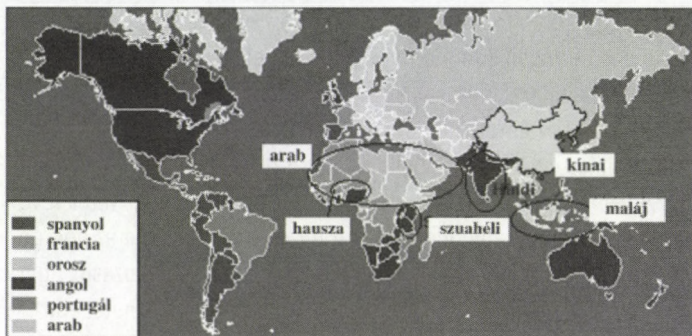 arab
kínai
hindi
maláj
hausza
szuahéli
spanyol
francia
orosz
angol
portugál
arab